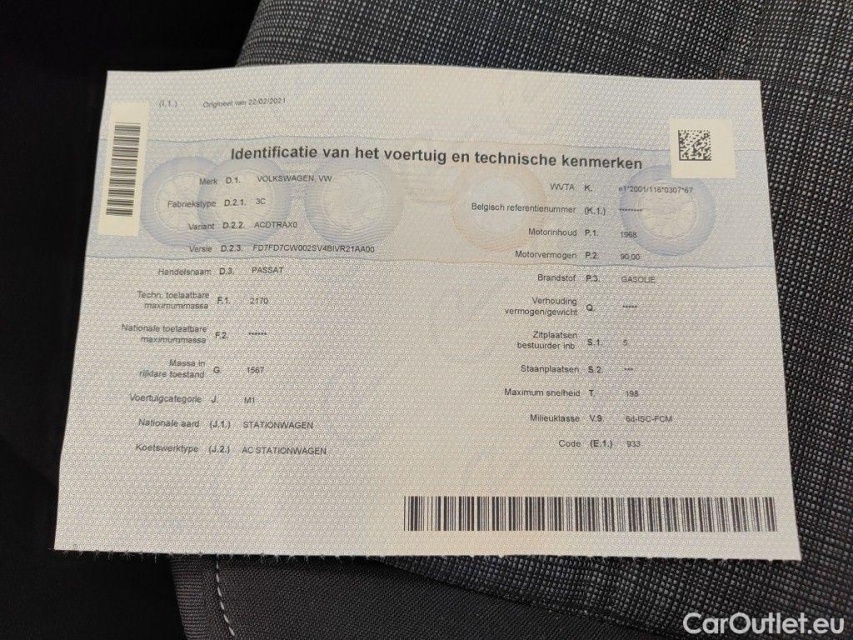 (I.1.) Origineel van 22/02/2021
Identificatie van het voertuig en technische kenmerken
Merk D.1. VOLKSWAGEN, VW
Fabriekstype D.2.1. 3C
Variant D.2.2. ACDTRAX0
Versie D.2.3. FD7FD7CW002SV4BIVR21AA00
Handelsnaam D.3. PASSAT
Techn. toelaatbare
maximummassa F.1. 2170
Nationale toelaatbare
maximummassa F.2. ******
Massa in
rijklare toestand G. 1567
Voertuigcategorie J. M1
Nationale aard (J.1.) STATIONWAGEN
Koetswerktype (J.2.) AC STATIONWAGEN
WVTA K. e1*2001/116*0307*67
Belgisch referentienummer (K.1.) ********
Motorinhoud P.1. 1968
Motorvermogen P.2. 90,00
Brandstof P.3. GASOLIE
Verhouding
vermogen/gewicht Q. *****
Zitplaatsen
bestuurder inb S.1. 5
Staanplaatsen S.2. ***
Maximum snelheid T. 198
Milieuklasse V.9. 6d-ISC-FCM
Code (E.1.) 933
CarOutlet.eu